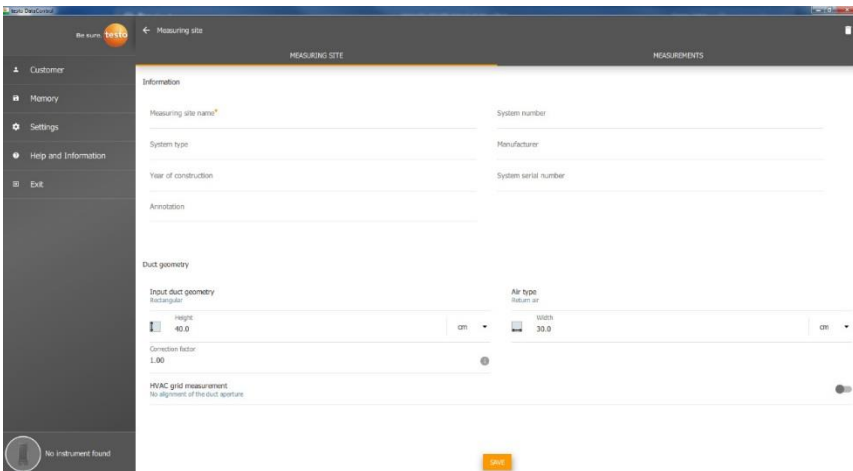 testo DataControl
Be sure. testo
Measuring site
MEASURING SITE
MEASUREMENTS
Customer
Memory
Settings
Help and Information
Exit
No instrument found
Information
Measuring site name*
System number
System type
Manufacturer
Year of construction
System serial number
Annotation
Duct geometry
Input duct geometry
Rectangular
Air type
Return air
Height
40.0
cm
Width
30.0
cm
Correction factor
1.00
HVAC grid measurement
No alignment of the duct aperture
SAVE